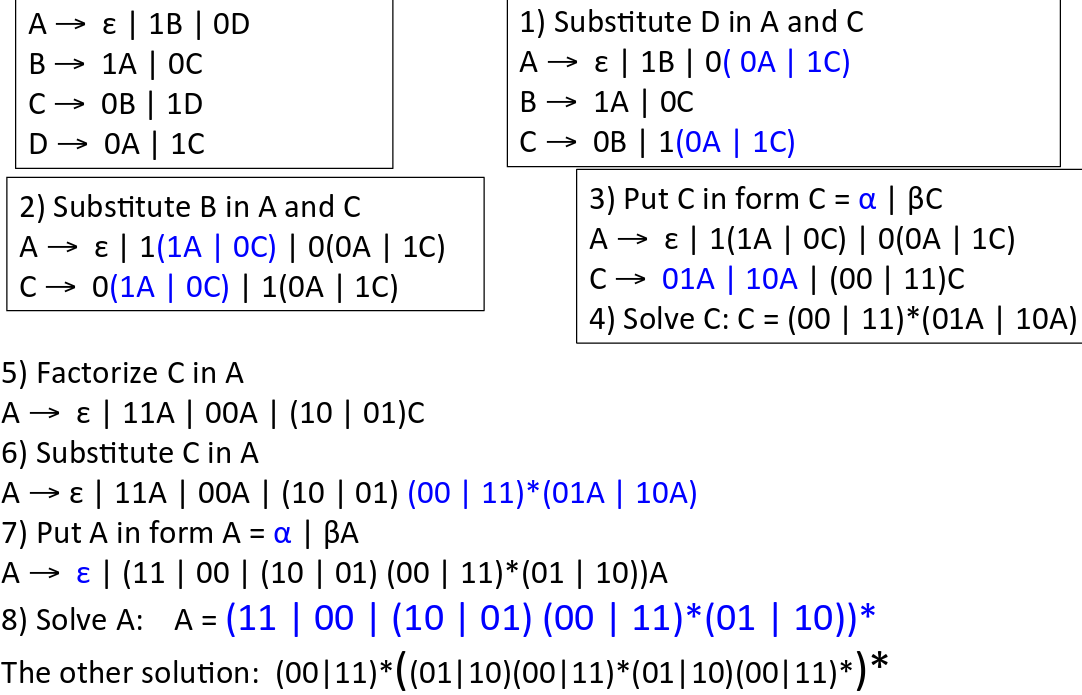 A → ε | 1B | 0D
B → 1A | 0C
C → 0B | 1D
D → 0A | 1C
1) Substitute D in A and C
A → ε | 1B | 0( 0A | 1C)
B → 1A | 0C
C → 0B | 1(0A | 1C)
2) Substitute B in A and C
A → ε | 1(1A | 0C) | 0(0A | 1C)
C → 0(1A | 0C) | 1(0A | 1C)
3) Put C in form C = α | βC
A → ε | 1(1A | 0C) | 0(0A | 1C)
C → 01A | 10A | (00 | 11)C
4) Solve C: C = (00 | 11)*(01A | 10A)
5) Factorize C in A
A → ε | 11A | 00A | (10 | 01)C
6) Substitute C in A
A → ε | 11A | 00A | (10 | 01) (00 | 11)*(01A | 10A)
7) Put A in form A = α | βA
A → ε | (11 | 00 | (10 | 01) (00 | 11)*(01 | 10))A
8) Solve A: A = (11 | 00 | (10 | 01) (00 | 11)*(01 | 10))*
The other solution: (00|11)*((01|10)(00|11)*(01|10)(00|11)*)*